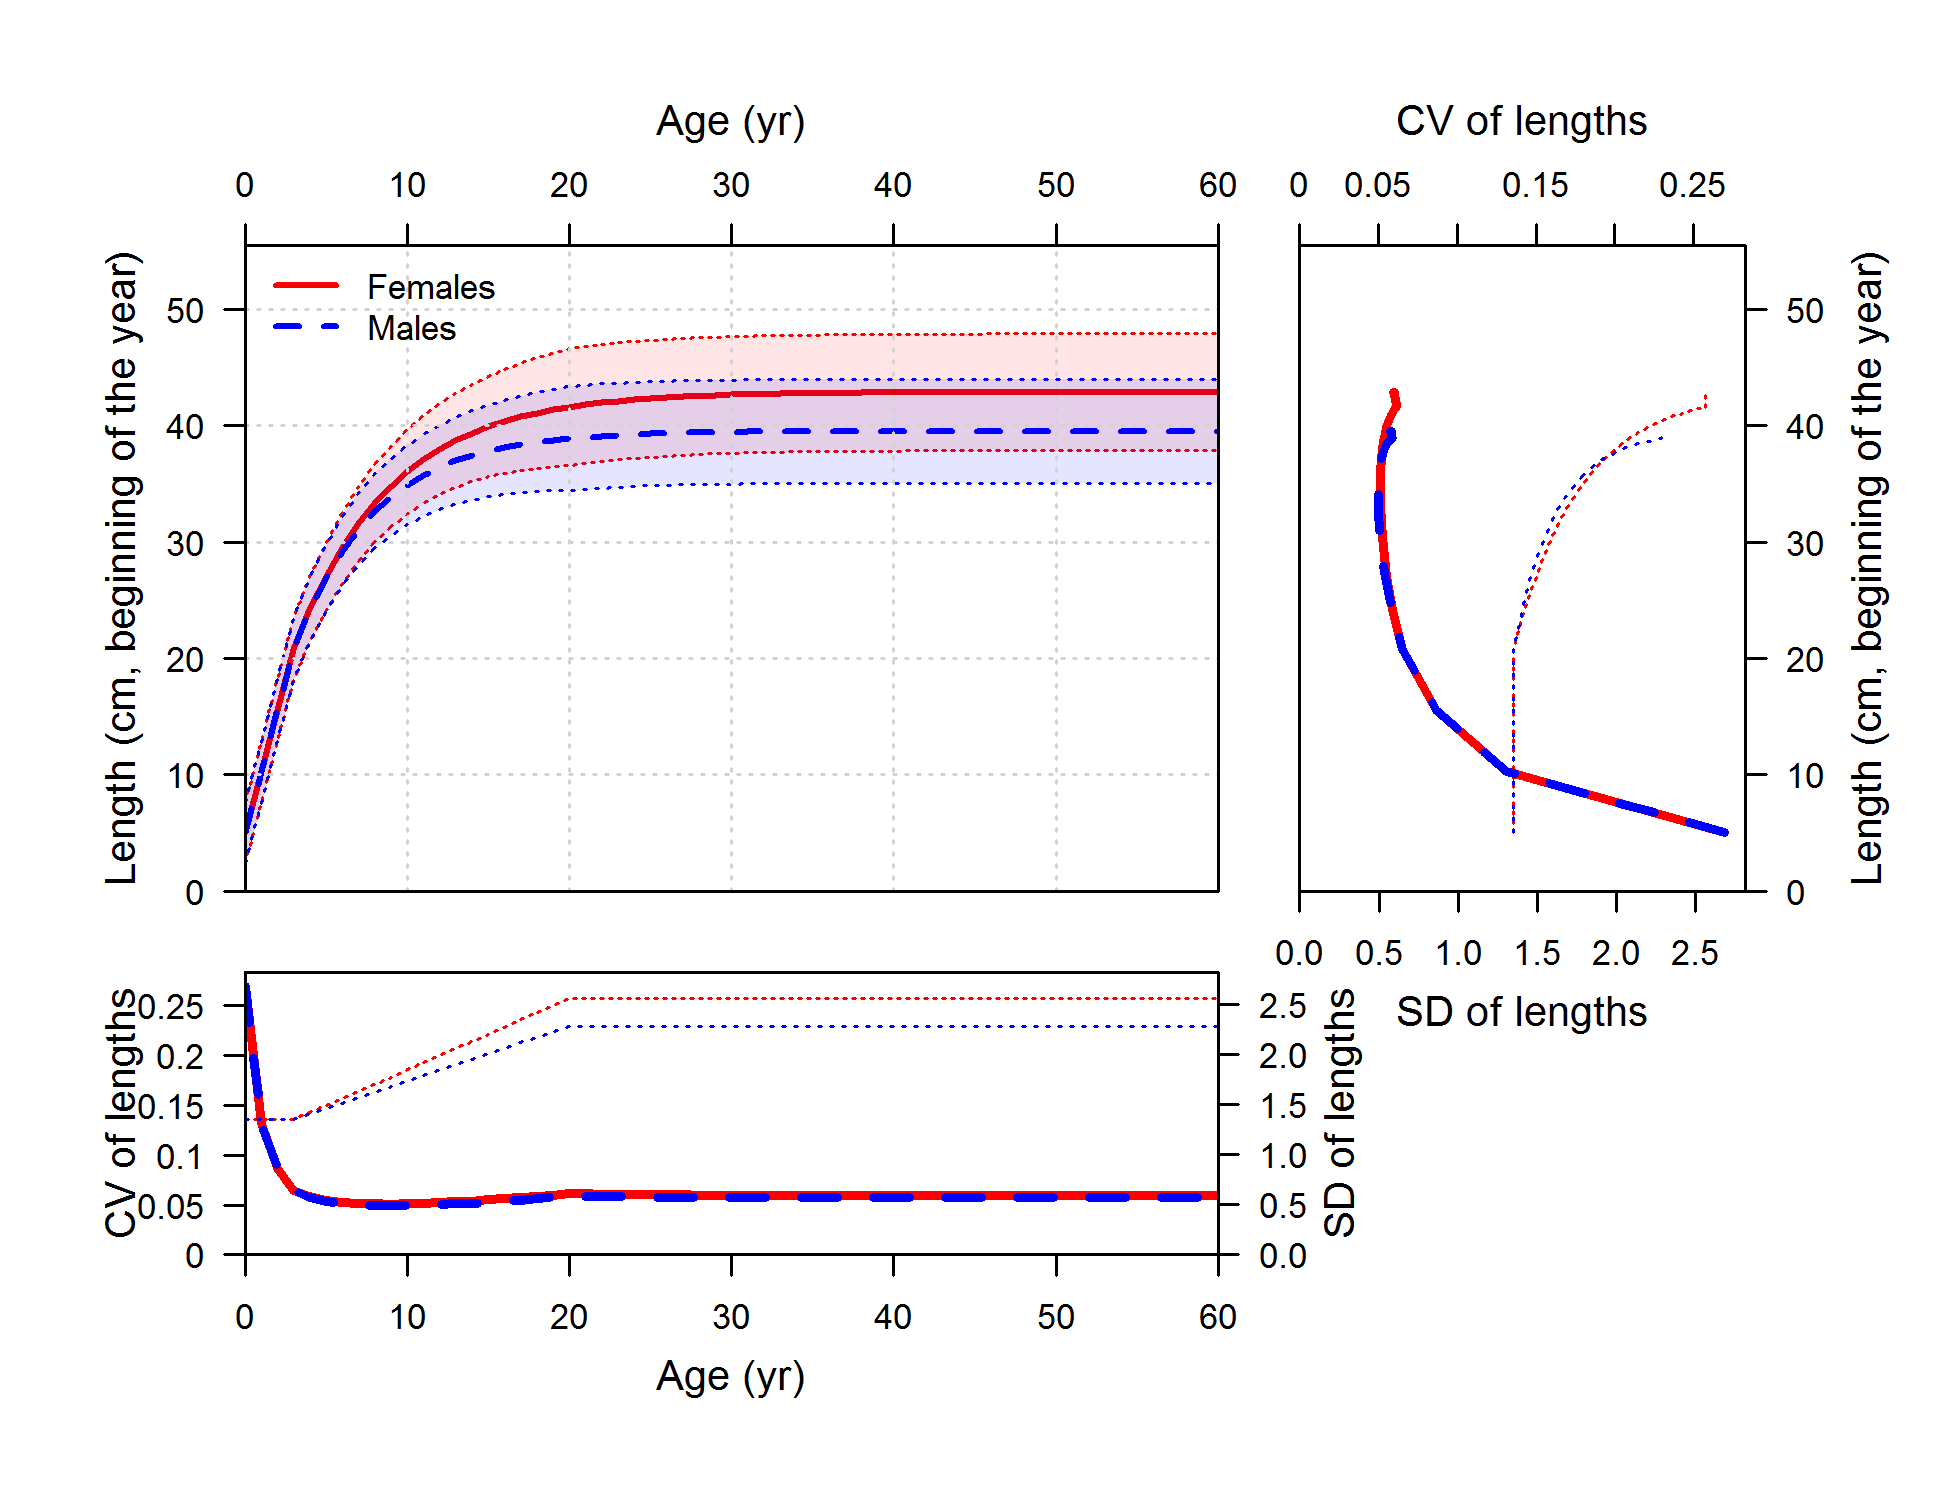 Age (yr)
CV of lengths
0 10 20 30 40 50 60
0 0.05 0.15 0.25
Length (cm, beginning of the year)
50
40
30
20
10
0
Females
Males
50
40
30
20
10
0
Length (cm, beginning of the year)
0.0 0.5 1.0 1.5 2.0 2.5
SD of lengths
CV of lengths
0.25
0.2
0.15
0.1
0.05
0
2.5
2.0
1.5
1.0
0.5
0.0
SD of lengths
0 10 20 30 40 50 60
Age (yr)